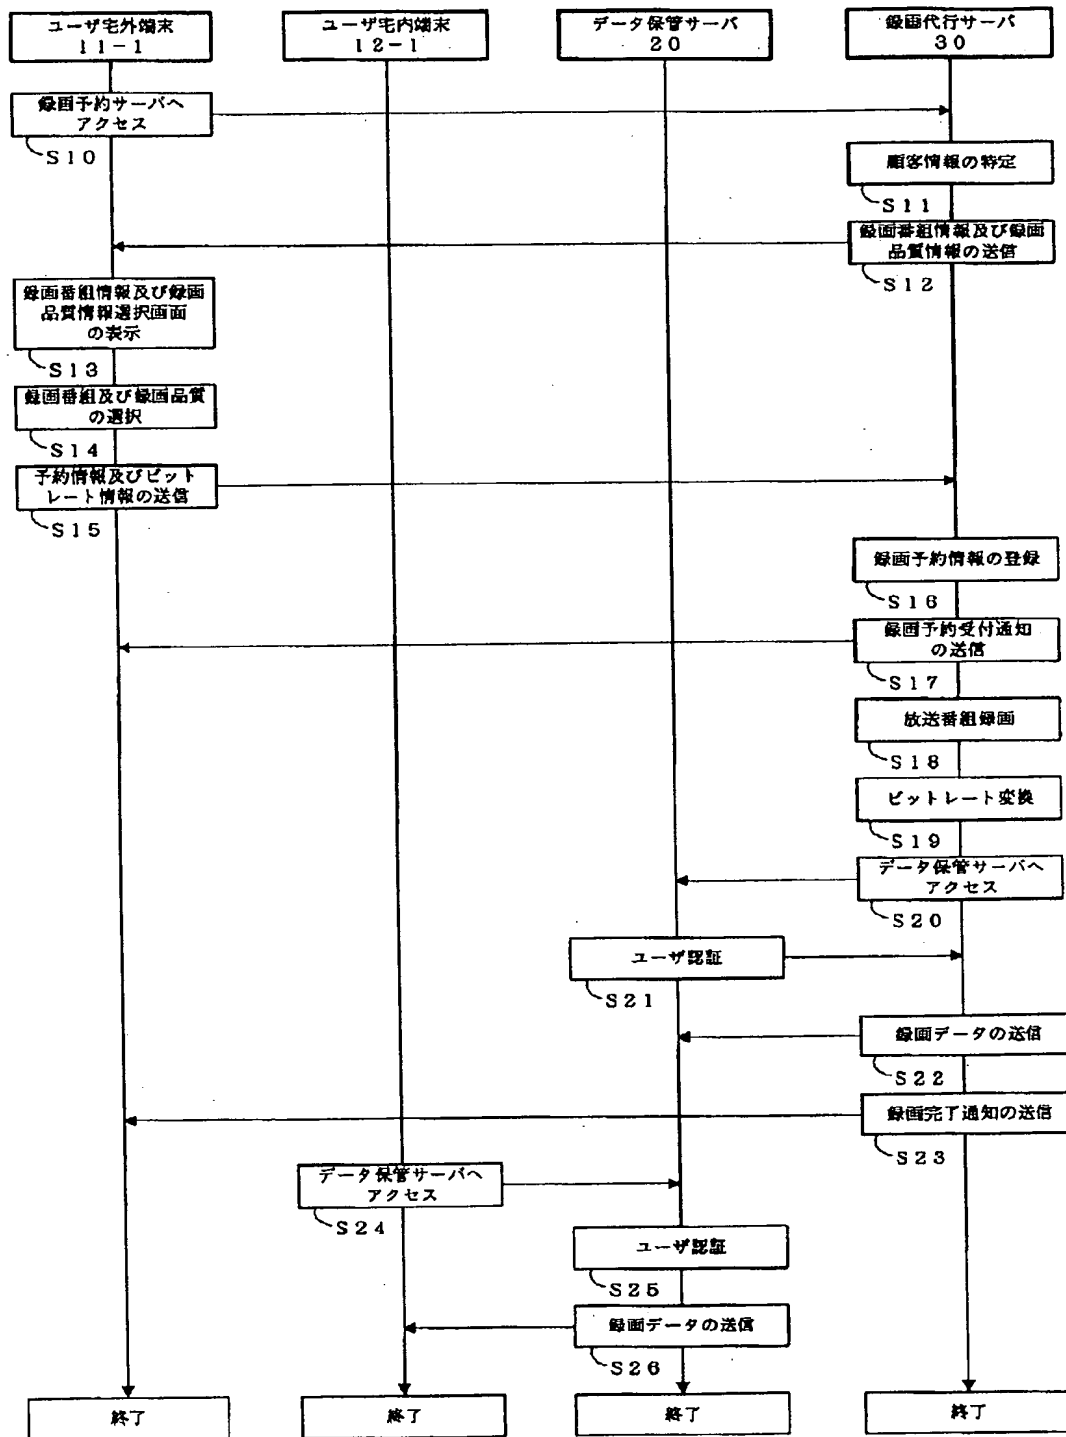 ユーザ宅外端末
11-1
ユーザ宅内端末
12-1
データ保管サーバ
20
録画代行サーバ
30
録画予約サーバへ
アクセス
S10
顧客情報の特定
S11
録画番組情報及び録画
品質情報の送信
S12
録画番組情報及び録画
品質情報選択画面
の表示
S13
録画番組及び録画品質
の選択
S14
予約情報及びビット
レート情報の送信
S15
録画予約情報の登録
S16
録画予約受付通知
の送信
S17
放送番組録画
S18
ビットレート変換
S19
データ保管サーバへ
アクセス
S20
ユーザ認証
S21
録画データの送信
S22
録画完了通知の送信
S23
データ保管サーバへ
アクセス
S24
ユーザ認証
S25
録画データの送信
S26
終了
終了
終了
終了